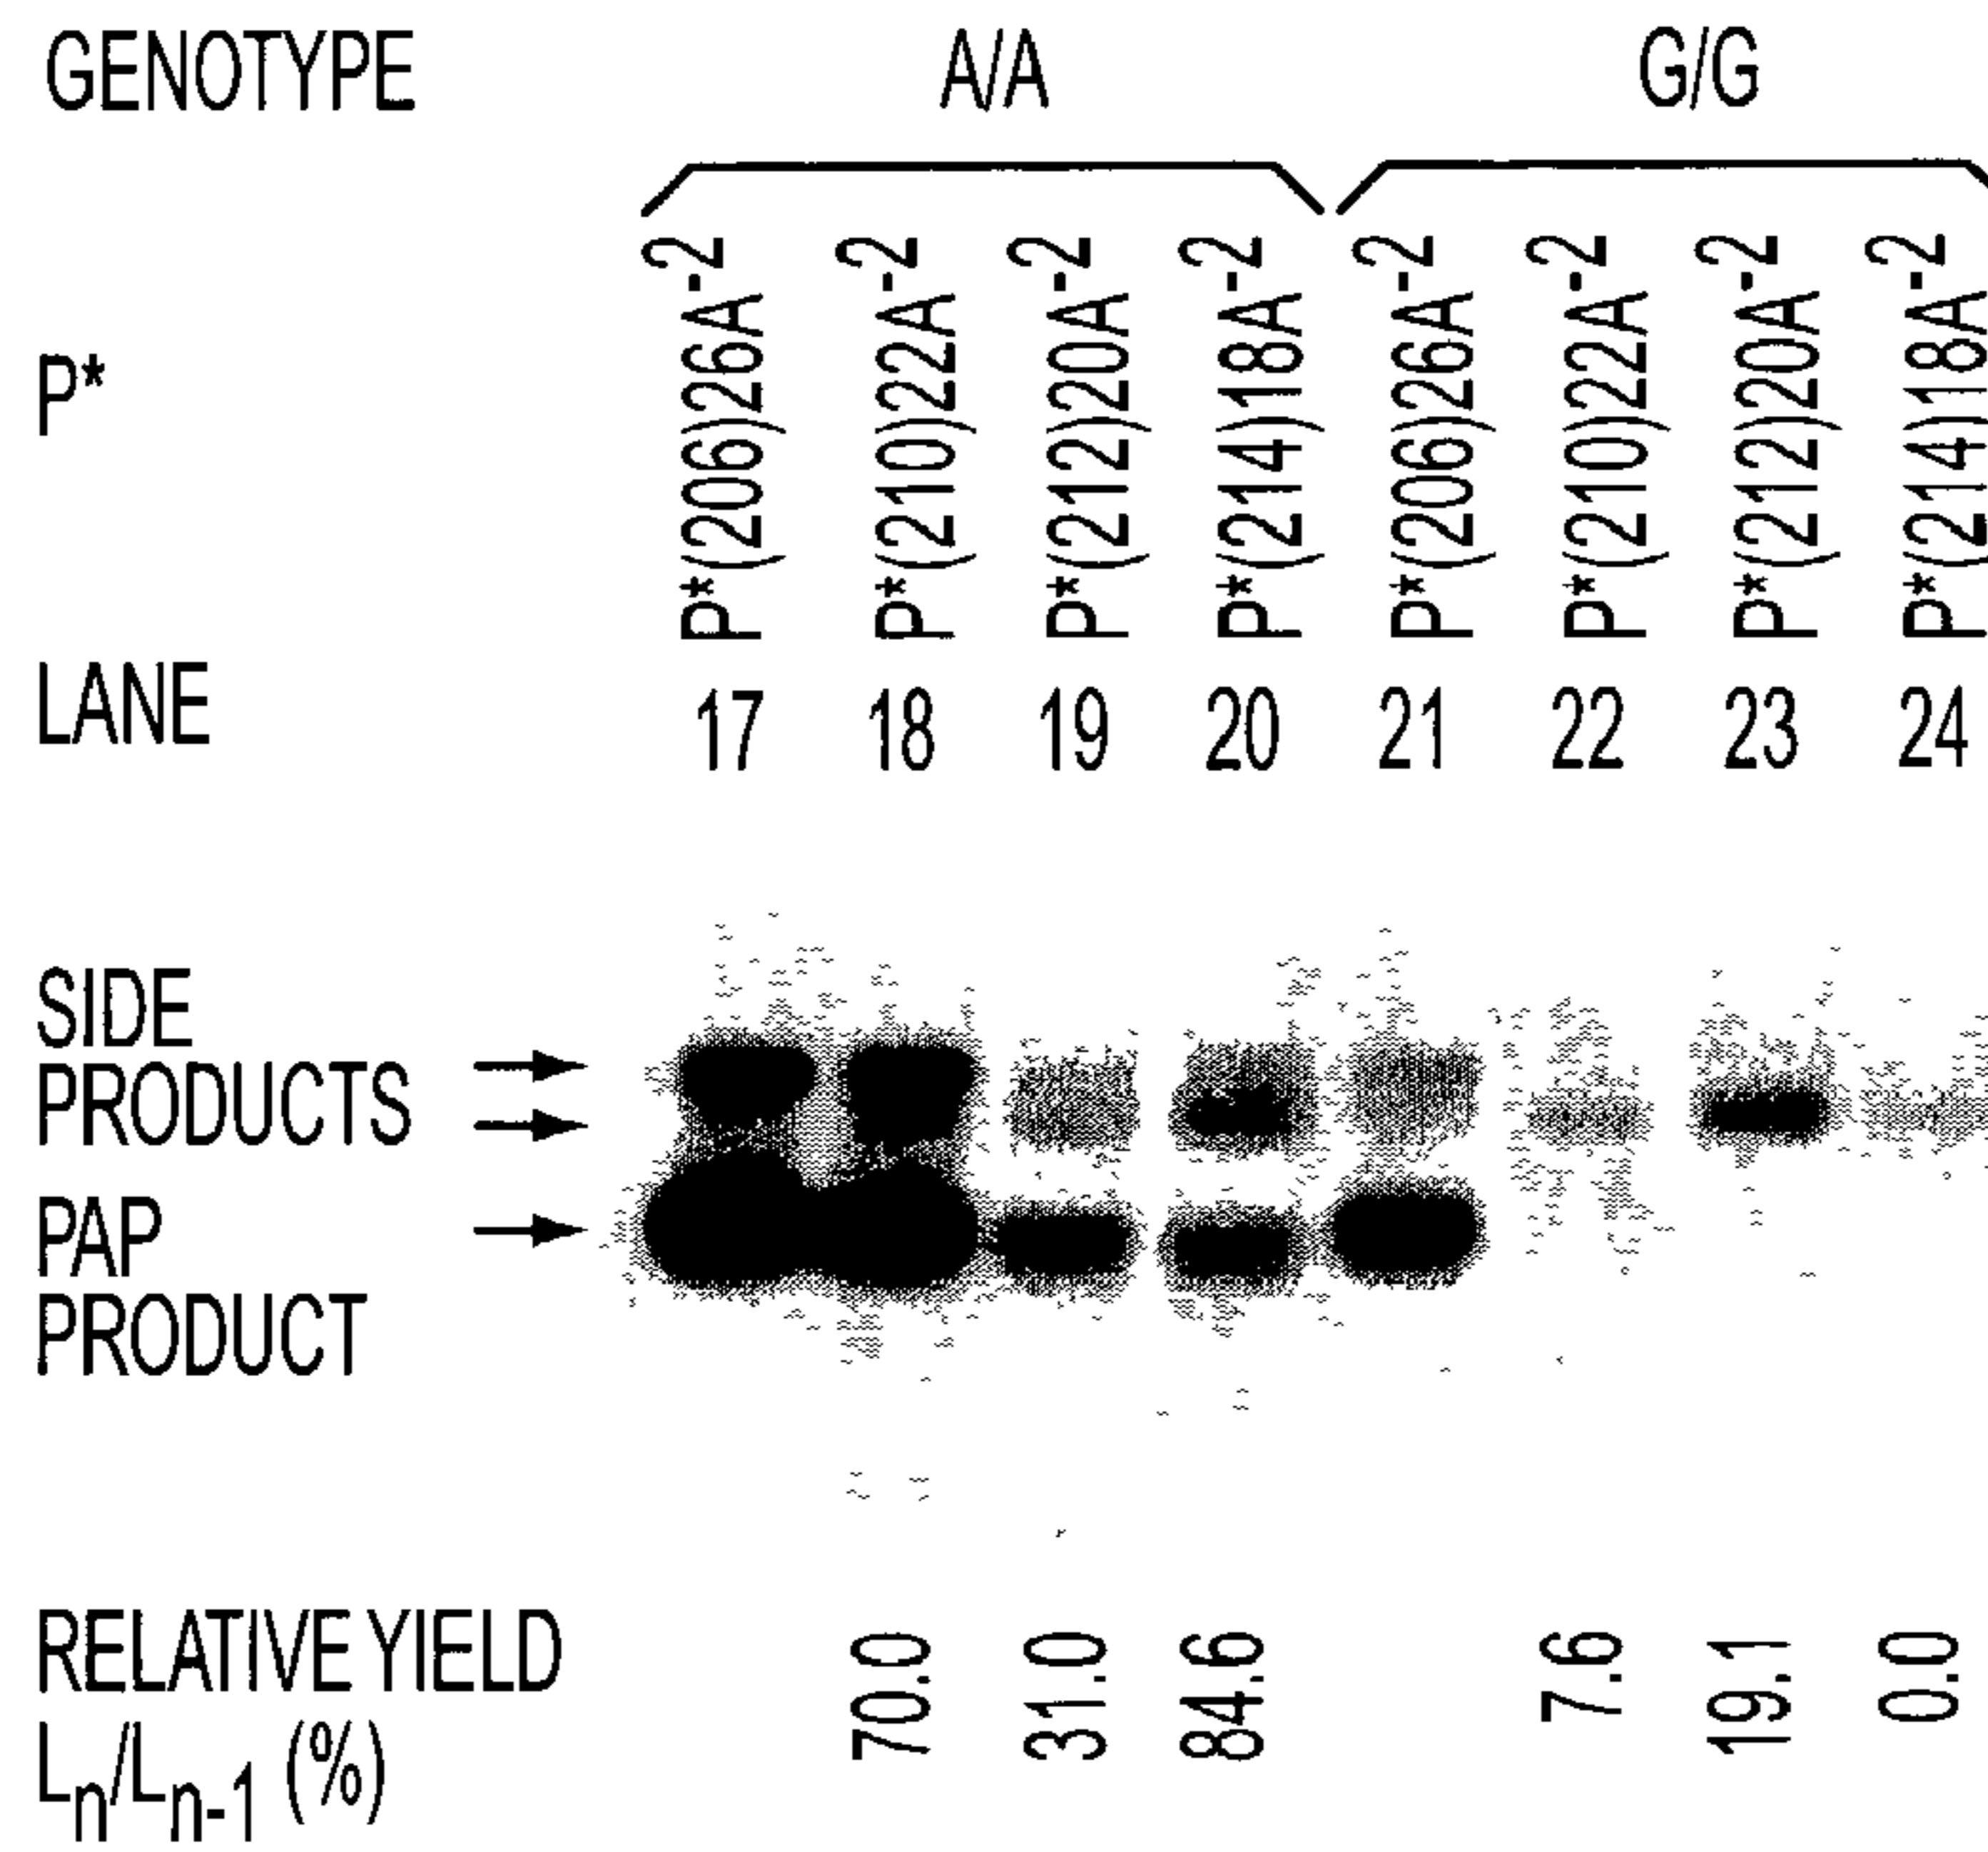 GENOTYPE A/A G/G
P* P*(206)26A-2 P*(210)22A-2 P*(212)20A-2 P*(214)18A-2 P*(206)26A-2 P*(210)22A-2 P*(212)20A-2 P*(214)18A-2
LANE 17 18 19 20 21 22 23 24
SIDE
PRODUCTS
PAP
PRODUCT
RELATIVE YIELD 70.0 31.0 84.6 7.6 19.1 0.0
Ln/Ln-1 (%)